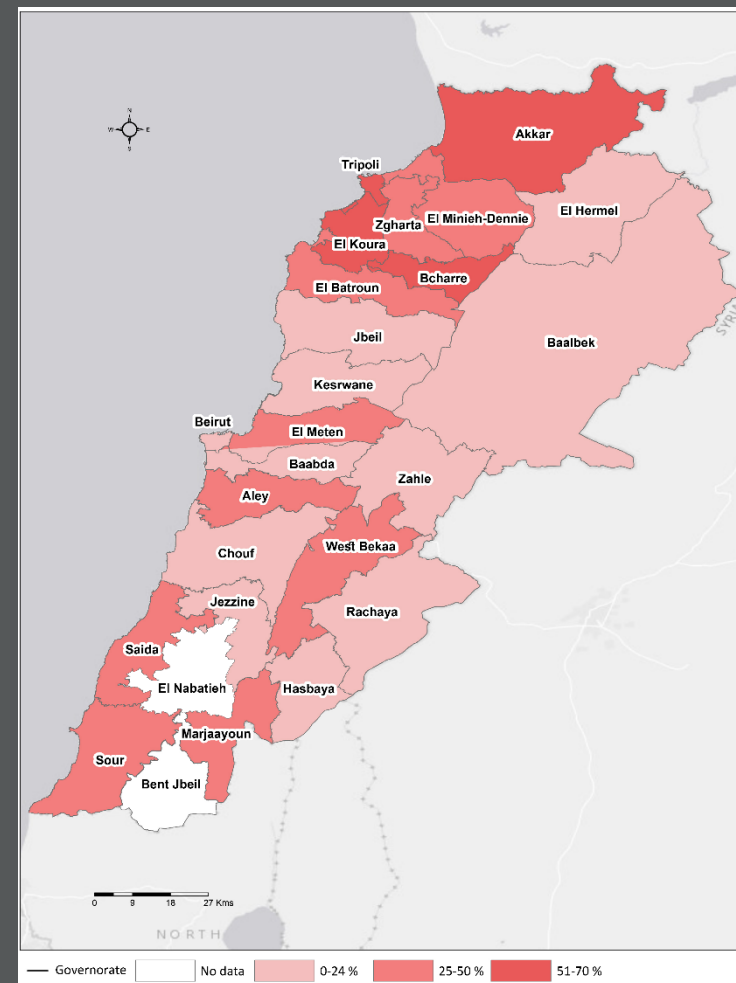 N
W E
S
Akkar
Tripoli
El Hermel
Zgharta
El Minieh-Dennie
El Koura
Bcharre
El Batroun
Jbeil
Baalbek
SYRIA
Kesrwane
Beirut
El Meten
Baabda
Zahle
Aley
West Bekaa
Chouf
Jezzine
Rachaya
Saida
El Nabatieh
Hasbaya
Marjaayoun
Sour
Bent Jbeil
0 9 18 27 Kms
NORTH
Governorate No data 0-24 % 25-50 % 51-70 %